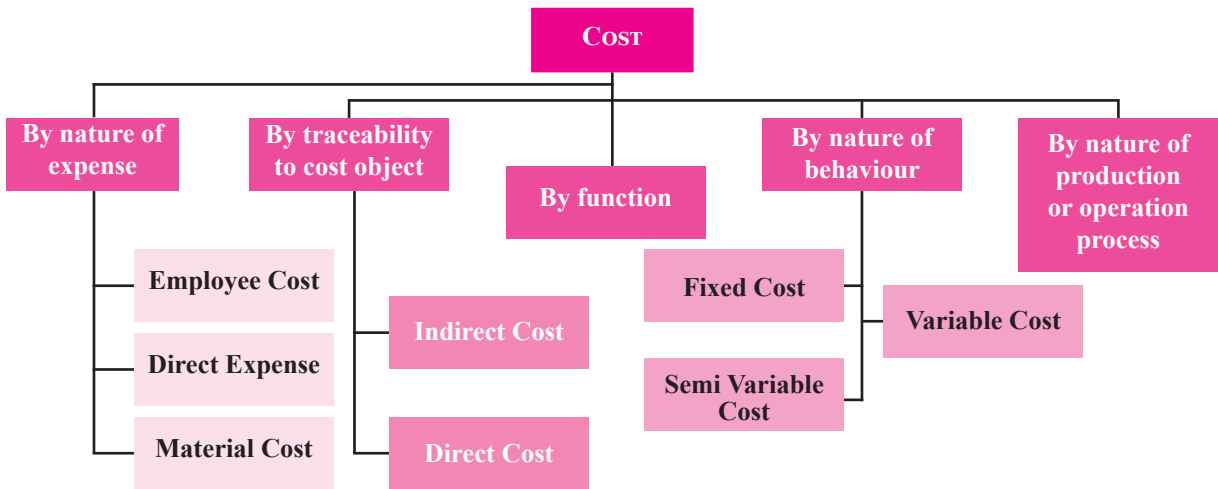 COST
By nature of
expense
By traceability
to cost object
By function
By nature of
behaviour
By nature of
production
or operation
process
Employee Cost
Direct Expense
Material Cost
Indirect Cost
Direct Cost
Fixed Cost
Variable Cost
Semi Variable
Cost